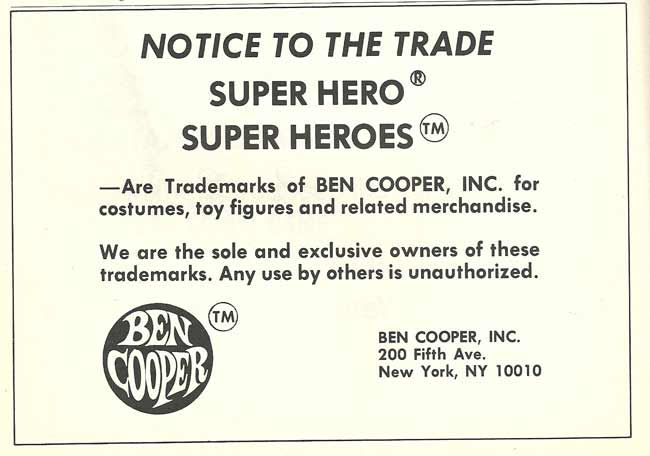 NOTICE TO THE TRADE
SUPER HERO®
SUPER HEROES™
—Are Trademarks of BEN COOPER, INC. for
costumes, toy figures and related merchandise.
We are the sole and exclusive owners of these
trademarks. Any use by others is unauthorized.
BEN COOPER ™
BEN COOPER, INC.
200 Fifth Ave.
New York, NY 10010